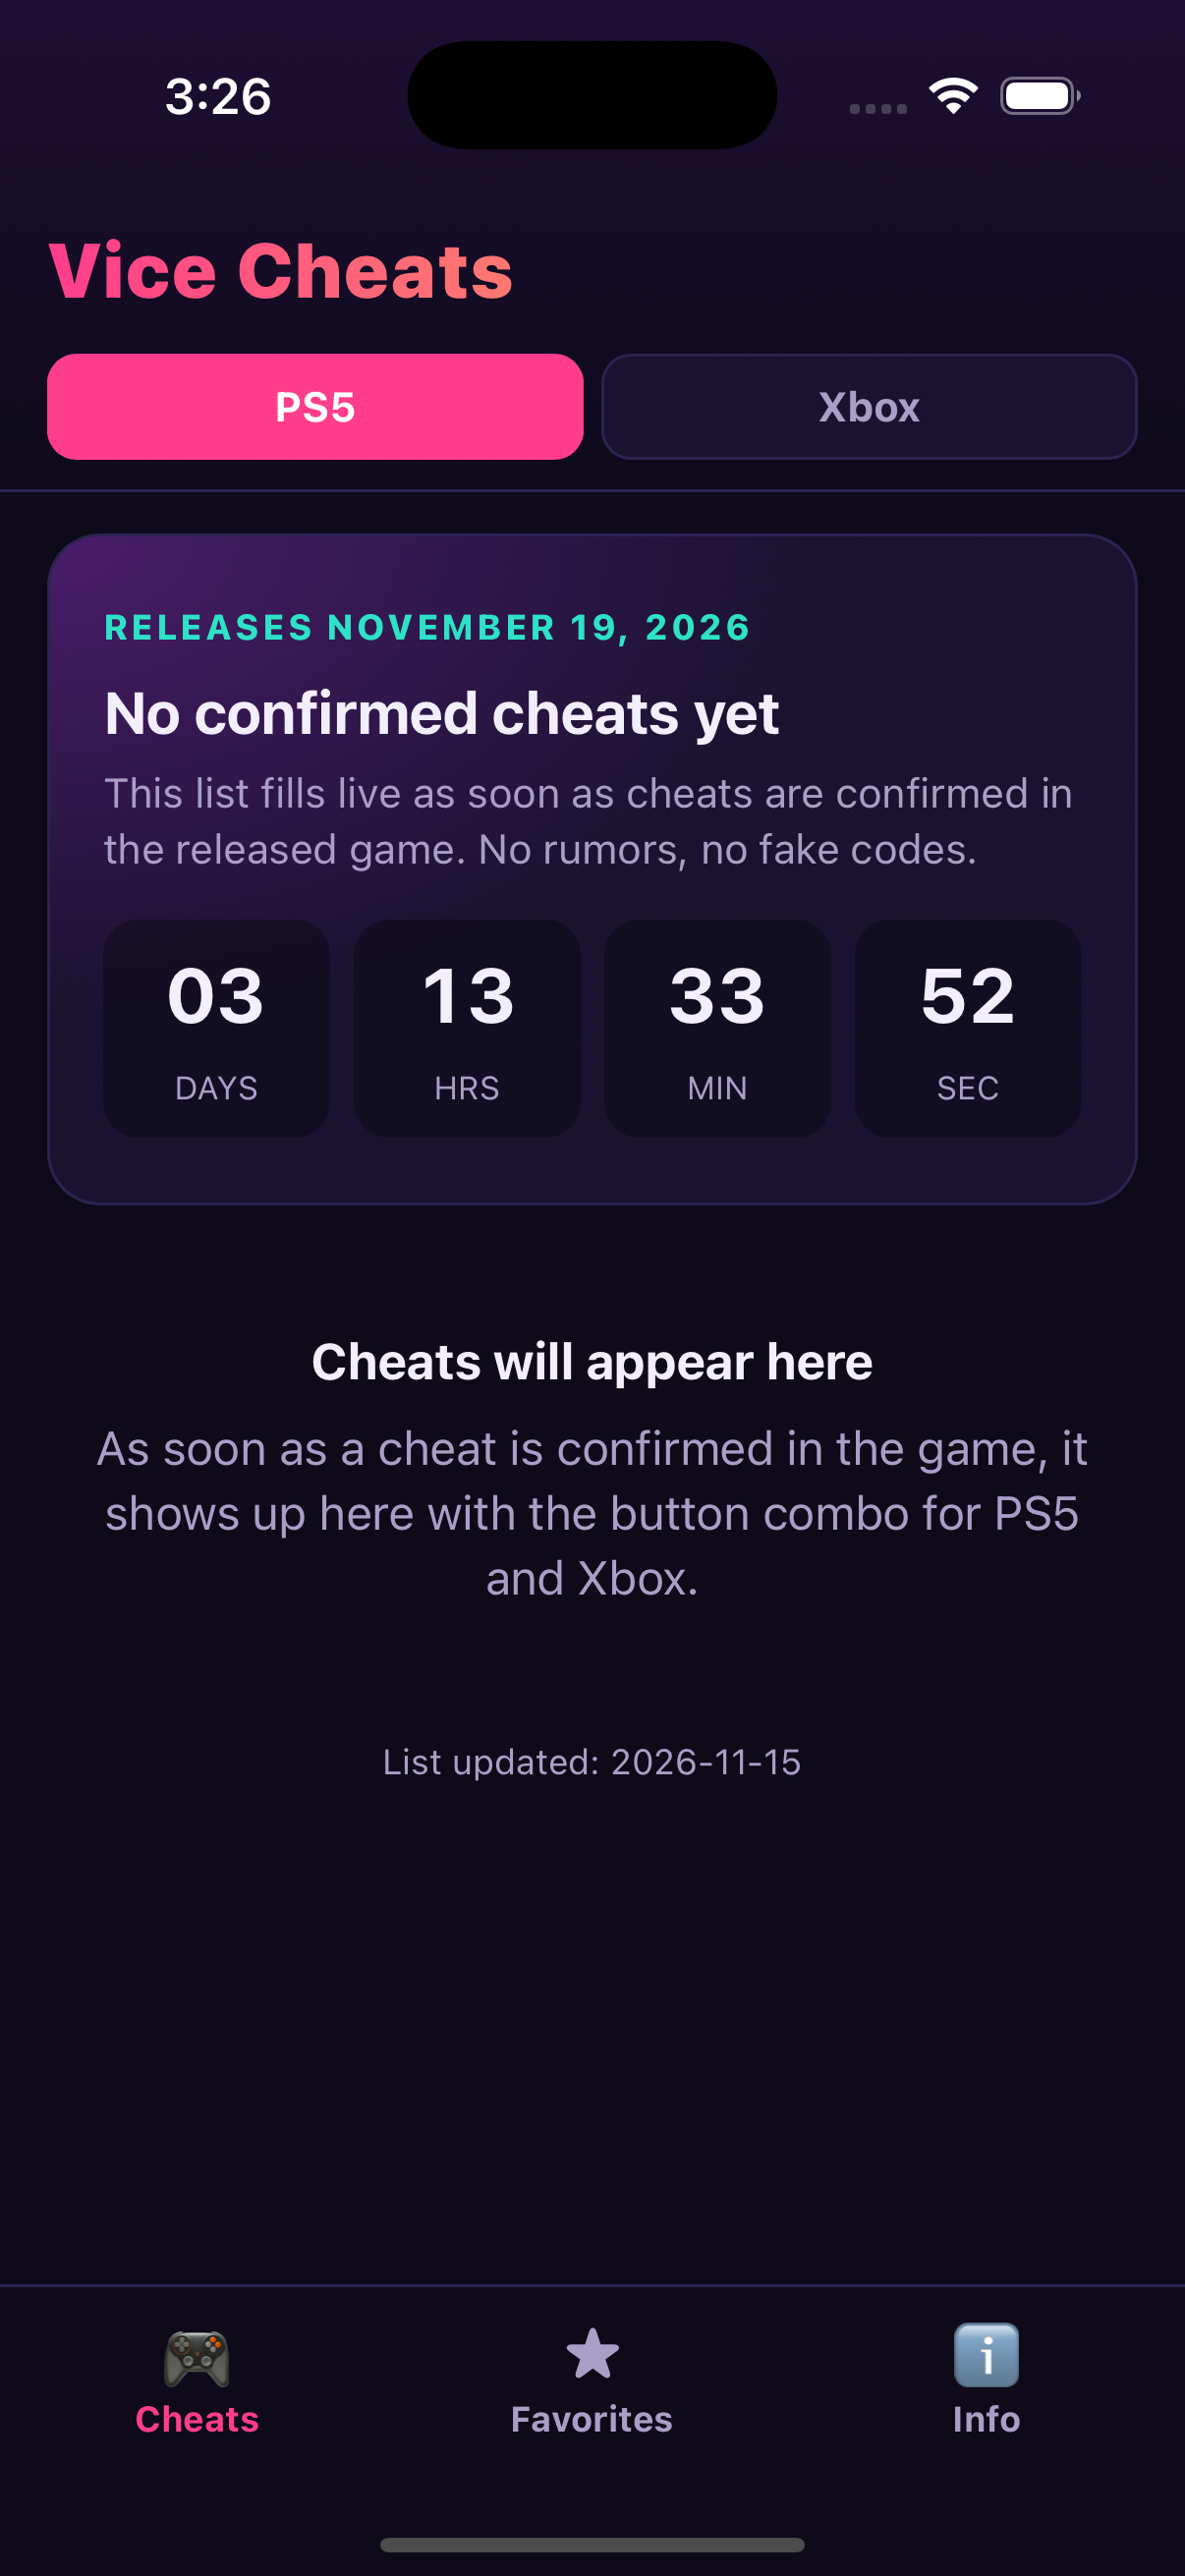 3:26
Vice Cheats
PS5
Xbox
RELEASES NOVEMBER 19, 2026
No confirmed cheats yet
This list fills live as soon as cheats are confirmed in
the released game. No rumors, no fake codes.
03
13
33
52
DAYS
HRS
MIN
SEC
Cheats will appear here
As soon as a cheat is confirmed in the game, it
shows up here with the button combo for PS5
and Xbox.
List updated: 2026-11-15
Cheats
Favorites
Info